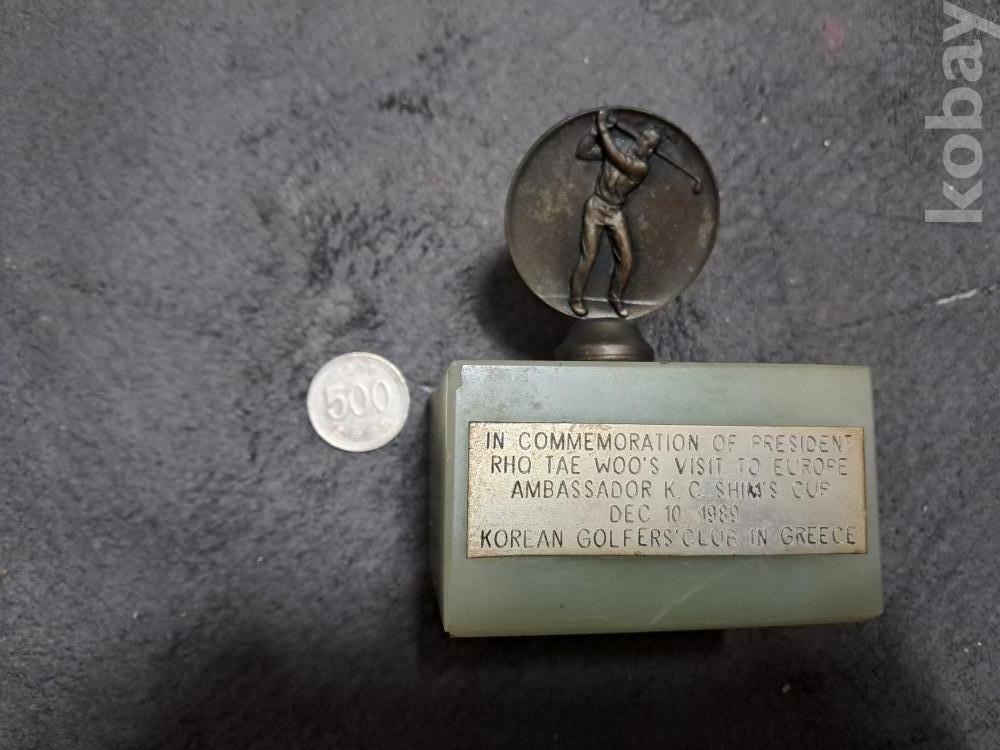 kobay
500
IN COMMEMORATION OF PRESIDENT
RHO TAE WOO'S VISIT TO EUROPE
AMBASSADOR K. C. SHIM'S CUP
DEC 10, 1989
KOREAN GOLFERS' CLUB IN GREECE